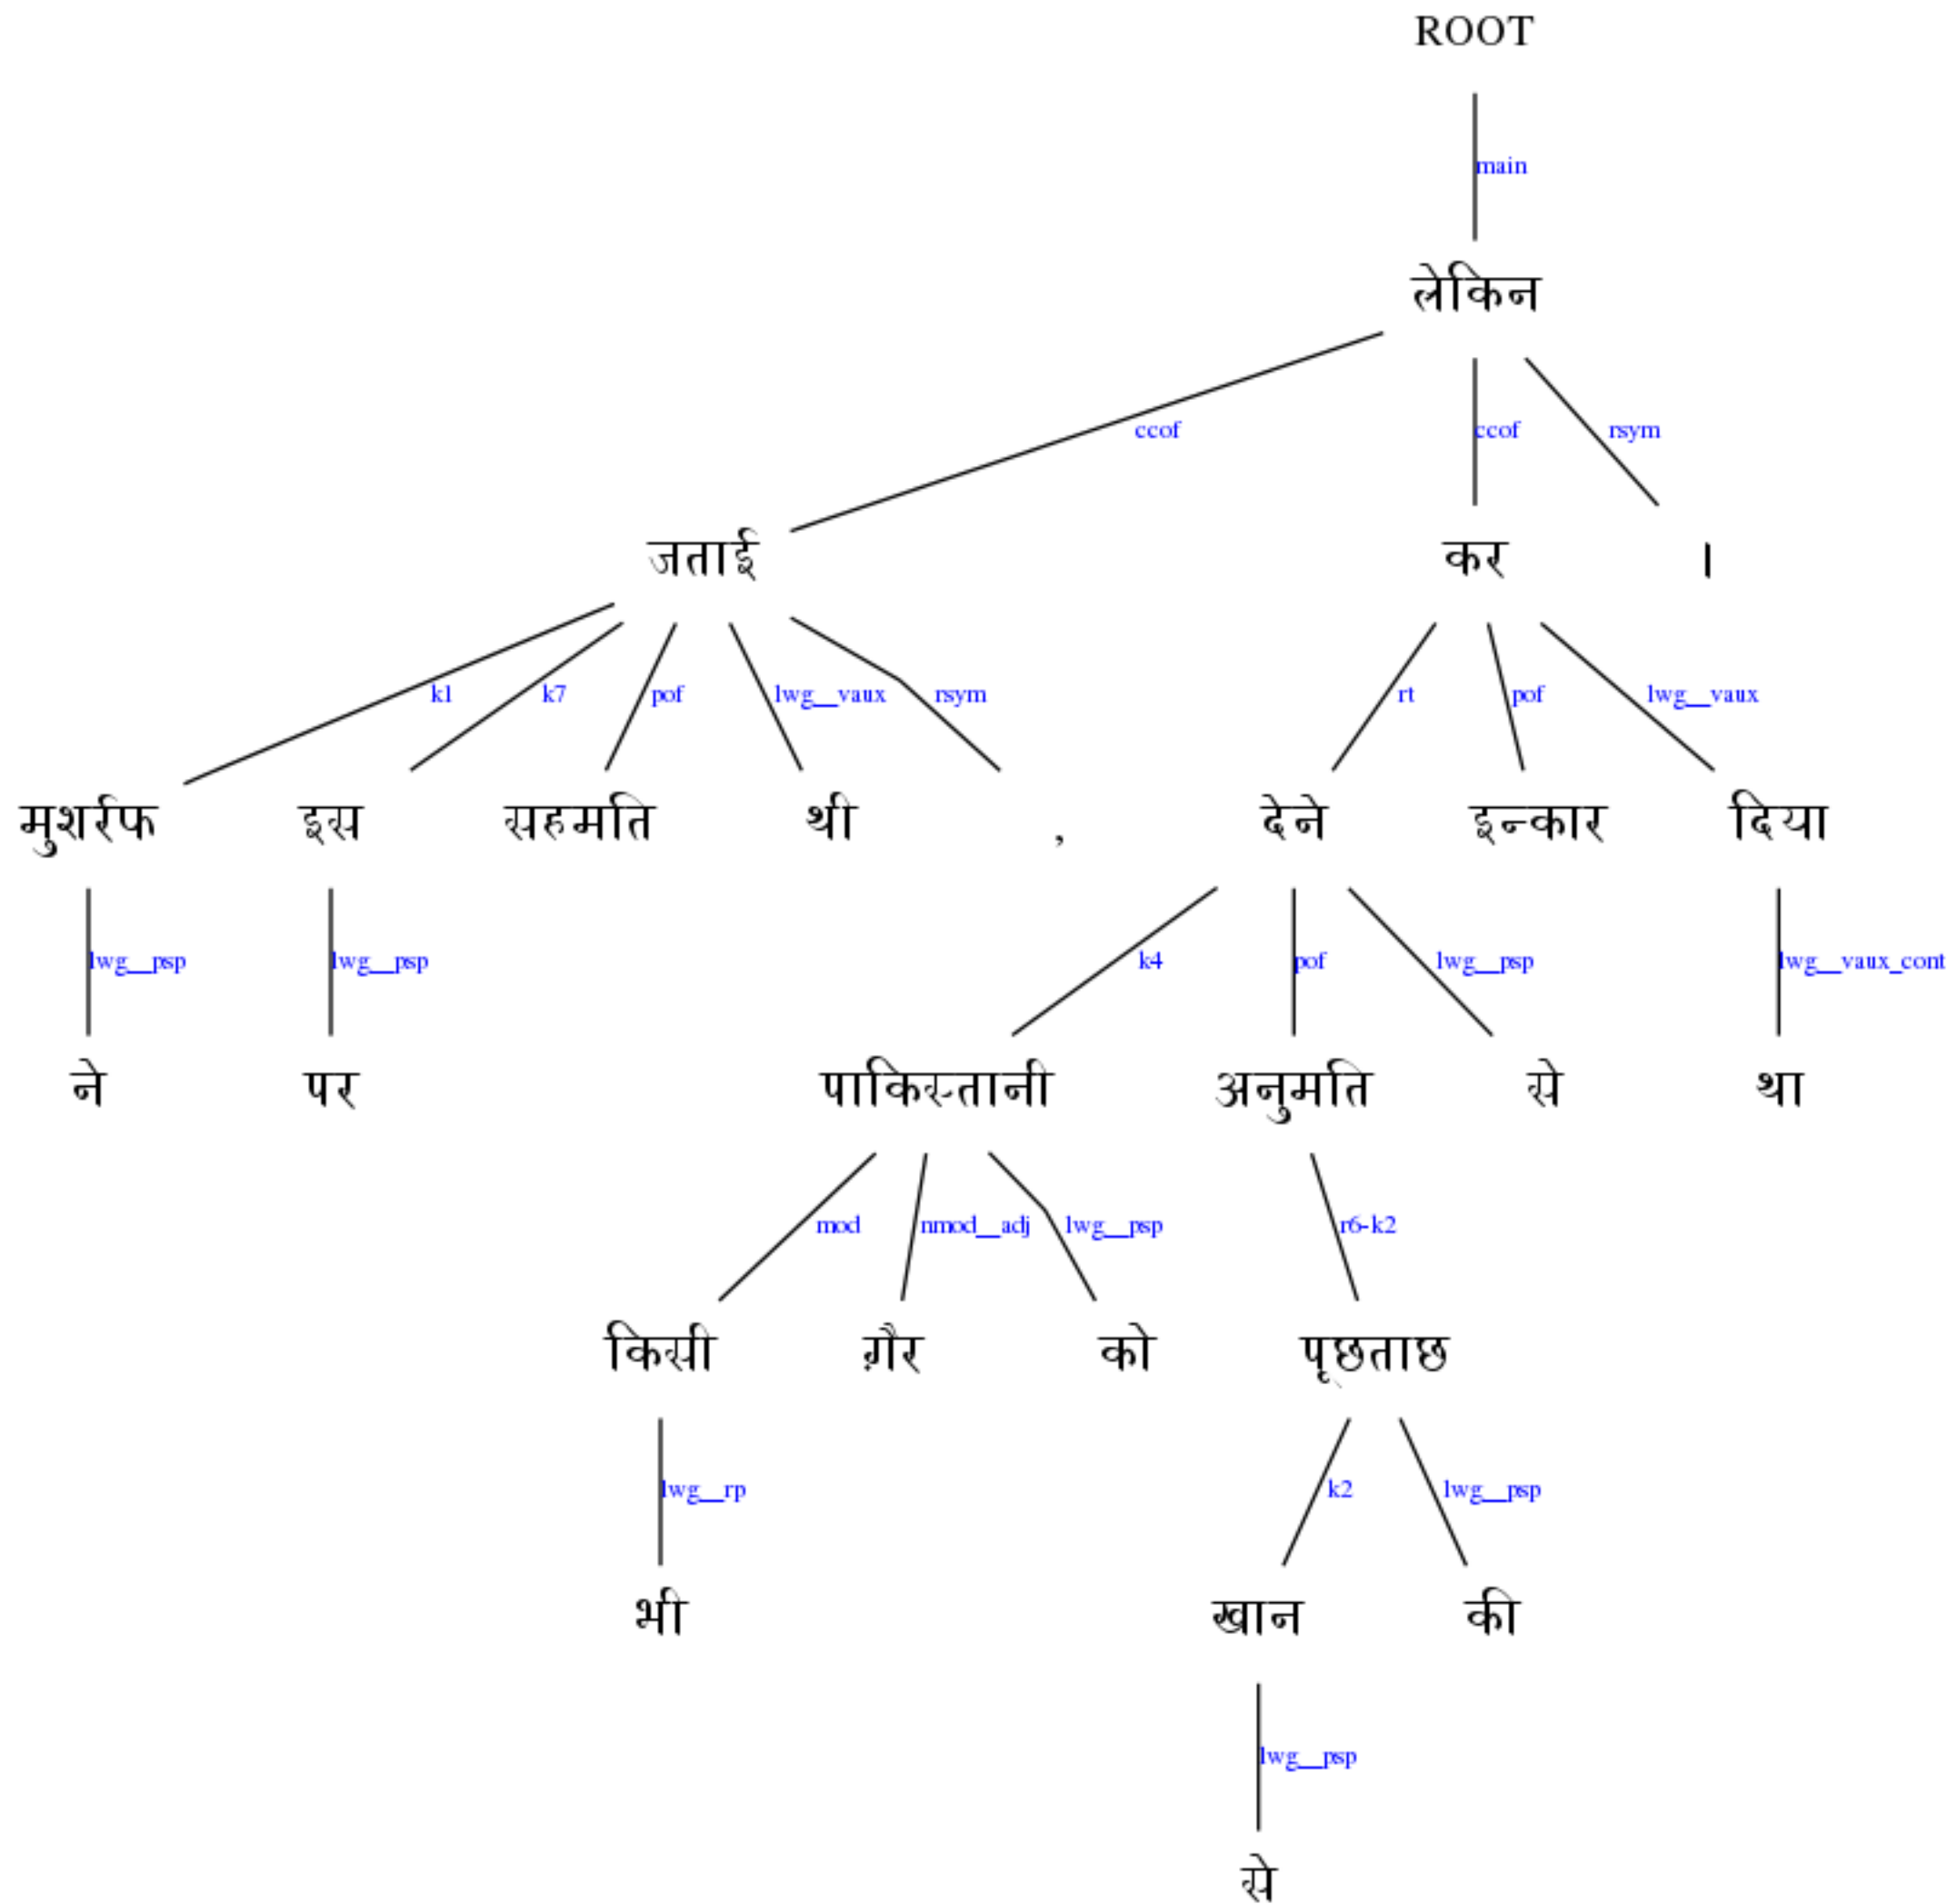 ROOT
main
लेकिन
ccof ccof rsym
जताई कर ।
k1 k7 pof lwg__vaux rsym rt pof lwg__vaux
मुशर्रफ इस सहमति थी , देने इन्कार दिया
lwg__psp lwg__psp k4 pof lwg__psp lwg__vaux_cont
ने पर पाकिस्तानी अनुमति से था
mod nmod__adj lwg__psp r6-k2
किसी ग़ैर को पूछताछ
lwg__rp k2 lwg__psp
भी खान की
lwg__psp
से